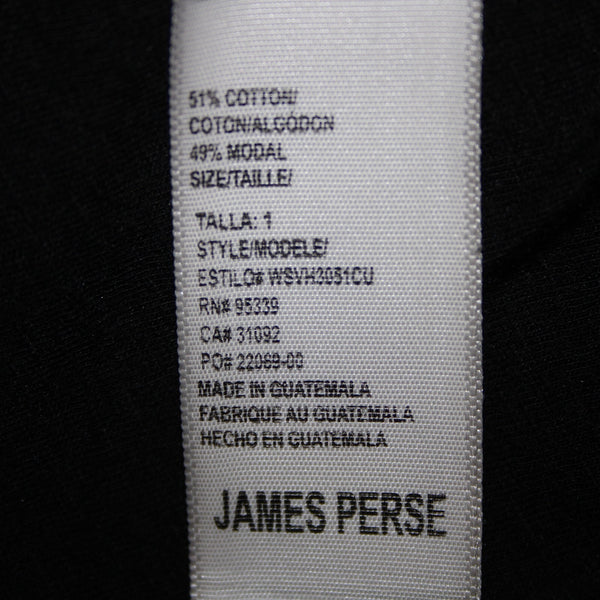 51% COTTON/
COTON/ALGODON
49% MODAL
SIZE/TAILLE/
TALLA: 1
STYLE/MODELE/
ESTILO# WSVH3051CU
RN# 95339
CA# 31092
PO# 22069-00
MADE IN GUATEMALA
FABRIQUE AU GUATEMALA
HECHO EN GUATEMALA
JAMES PERSE